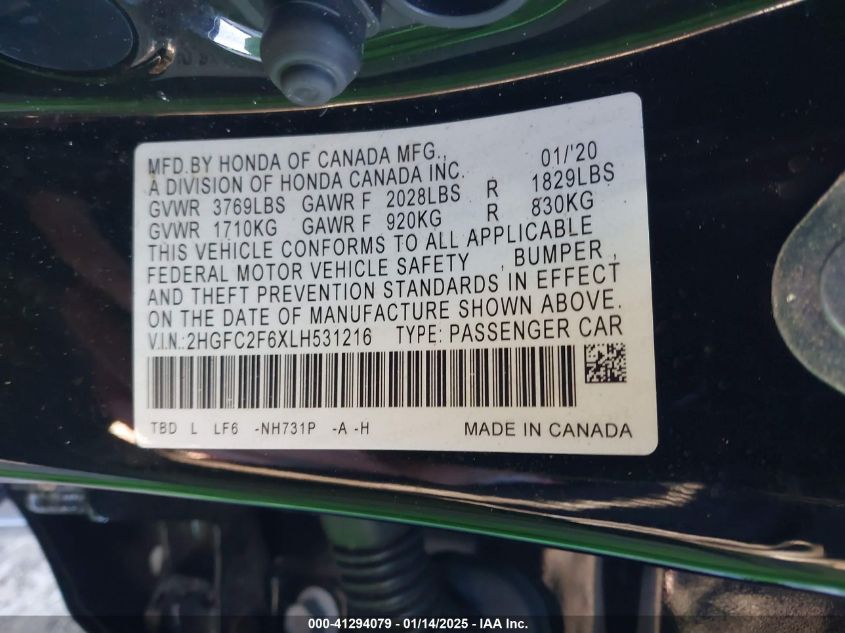 MFD.BY HONDA OF CANADA MFG., 01/'20
A DIVISION OF HONDA CANADA INC.
GVWR 3769LBS GAWR F 2028LBS R 1829LBS
GVWR 1710KG GAWR F 920KG R 830KG
THIS VEHICLE CONFORMS TO ALL APPLICABLE
FEDERAL MOTOR VEHICLE SAFETY , BUMPER ,
AND THEFT PREVENTION STANDARDS IN EFFECT
ON THE DATE OF MANUFACTURE SHOWN ABOVE.
V.I.N.:2HGFC2F6XLH531216 TYPE: PASSENGER CAR
TBD L LF6 -NH731P -A -H MADE IN CANADA
000-41294079 - 01/14/2025 - IAA Inc.